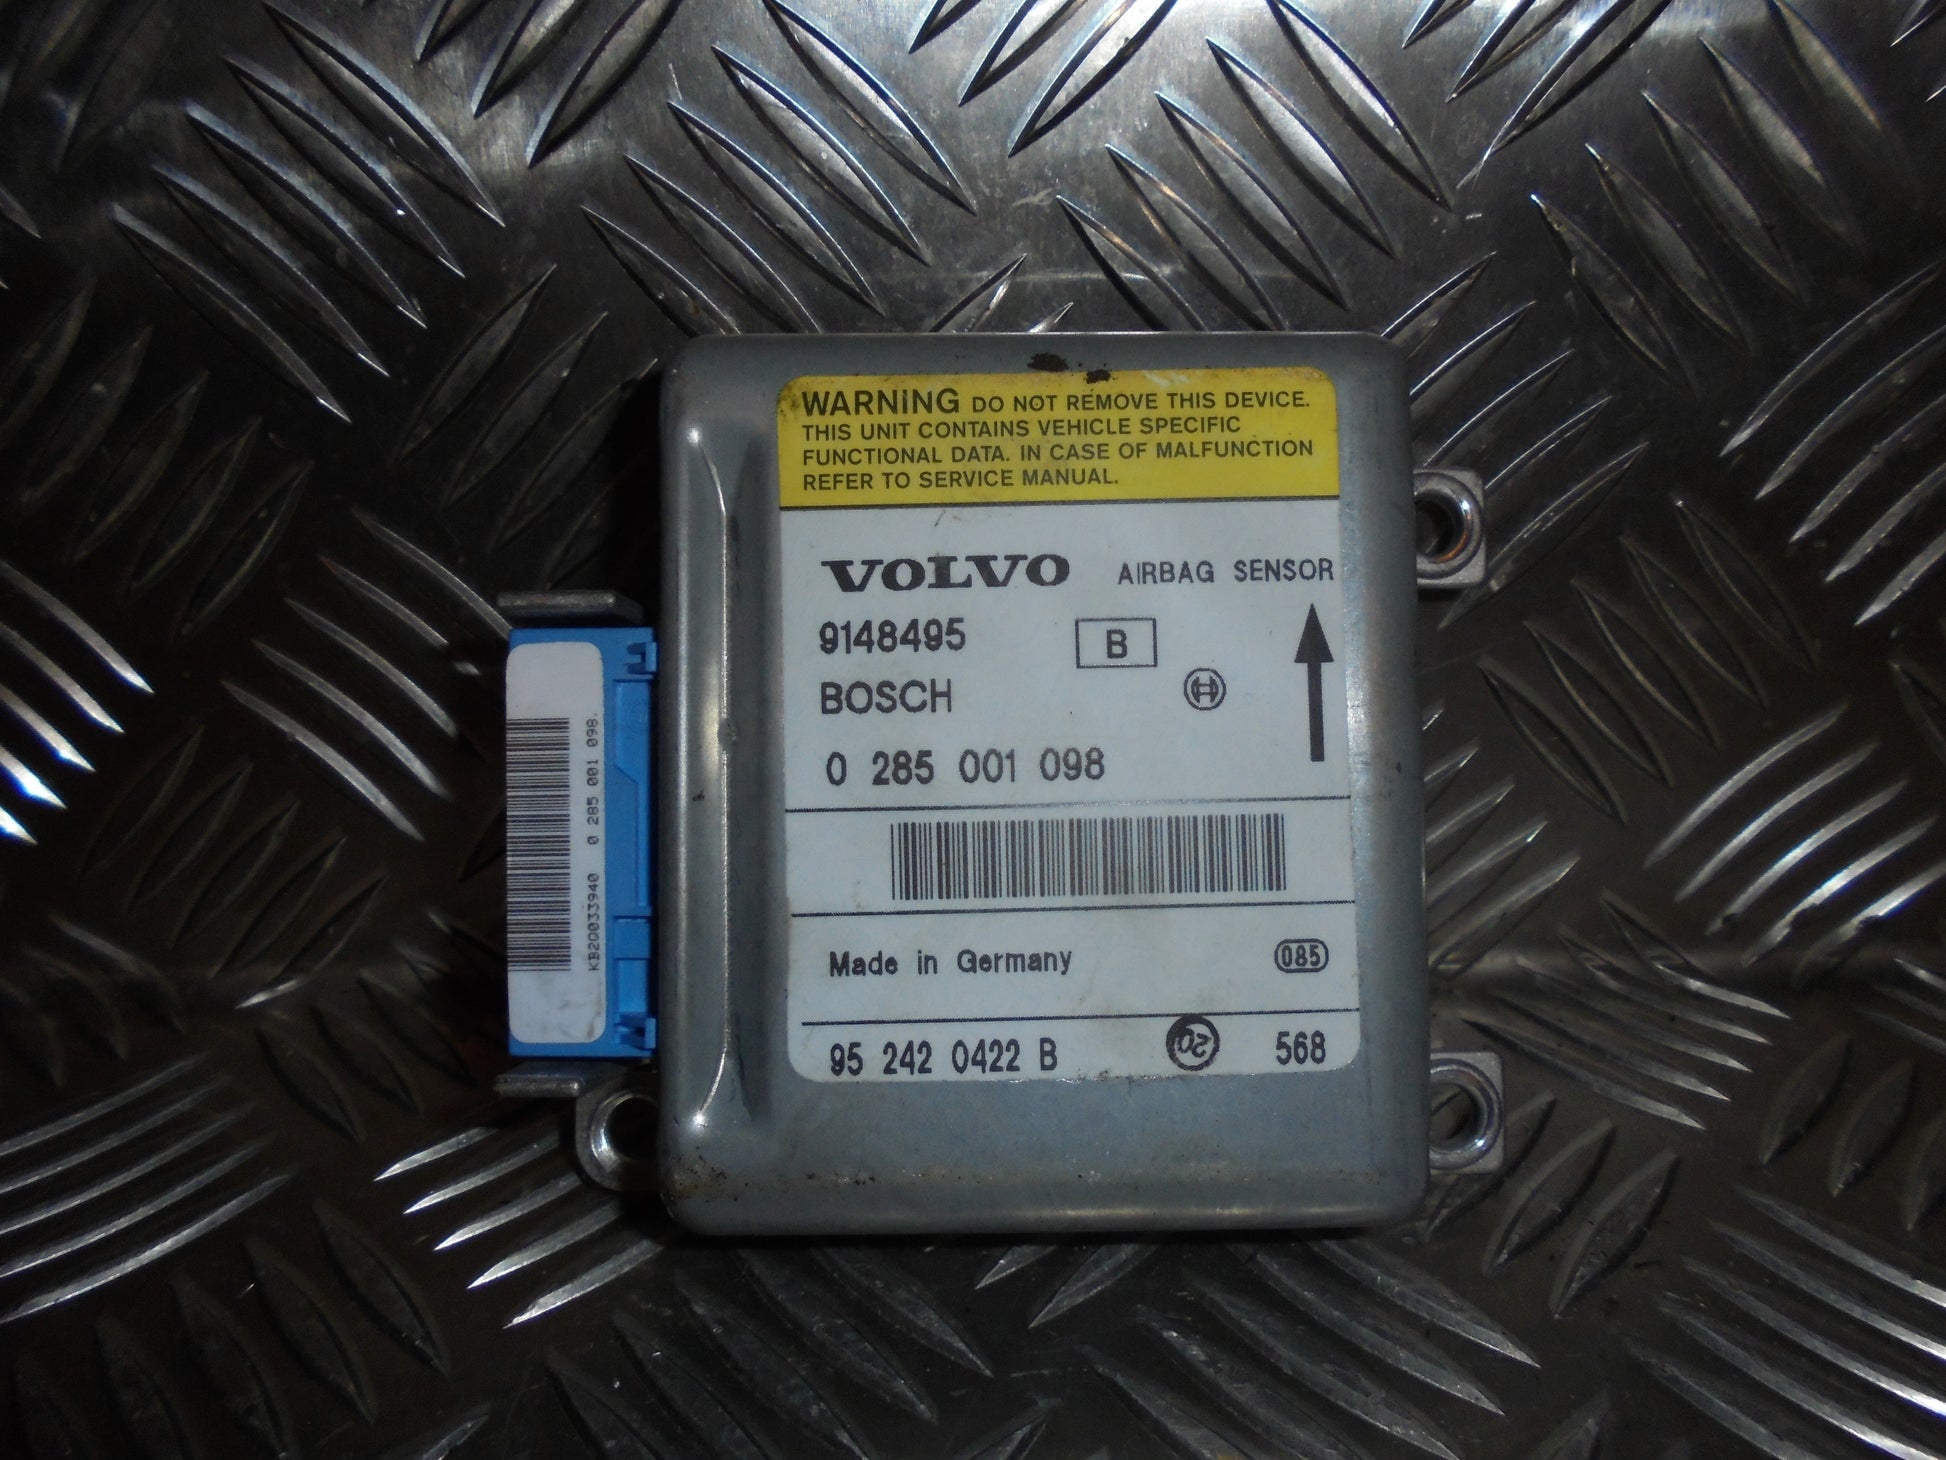 WARNING DO NOT REMOVE THIS DEVICE.
THIS UNIT CONTAINS VEHICLE SPECIFIC
FUNCTIONAL DATA. IN CASE OF MALFUNCTION
REFER TO SERVICE MANUAL.
VOLVO AIRBAG SENSOR
9148495 B
BOSCH
0 285 001 098
Made in Germany 085
95 242 0422 B 20 568
KB2Q033940 0 285 001 098.